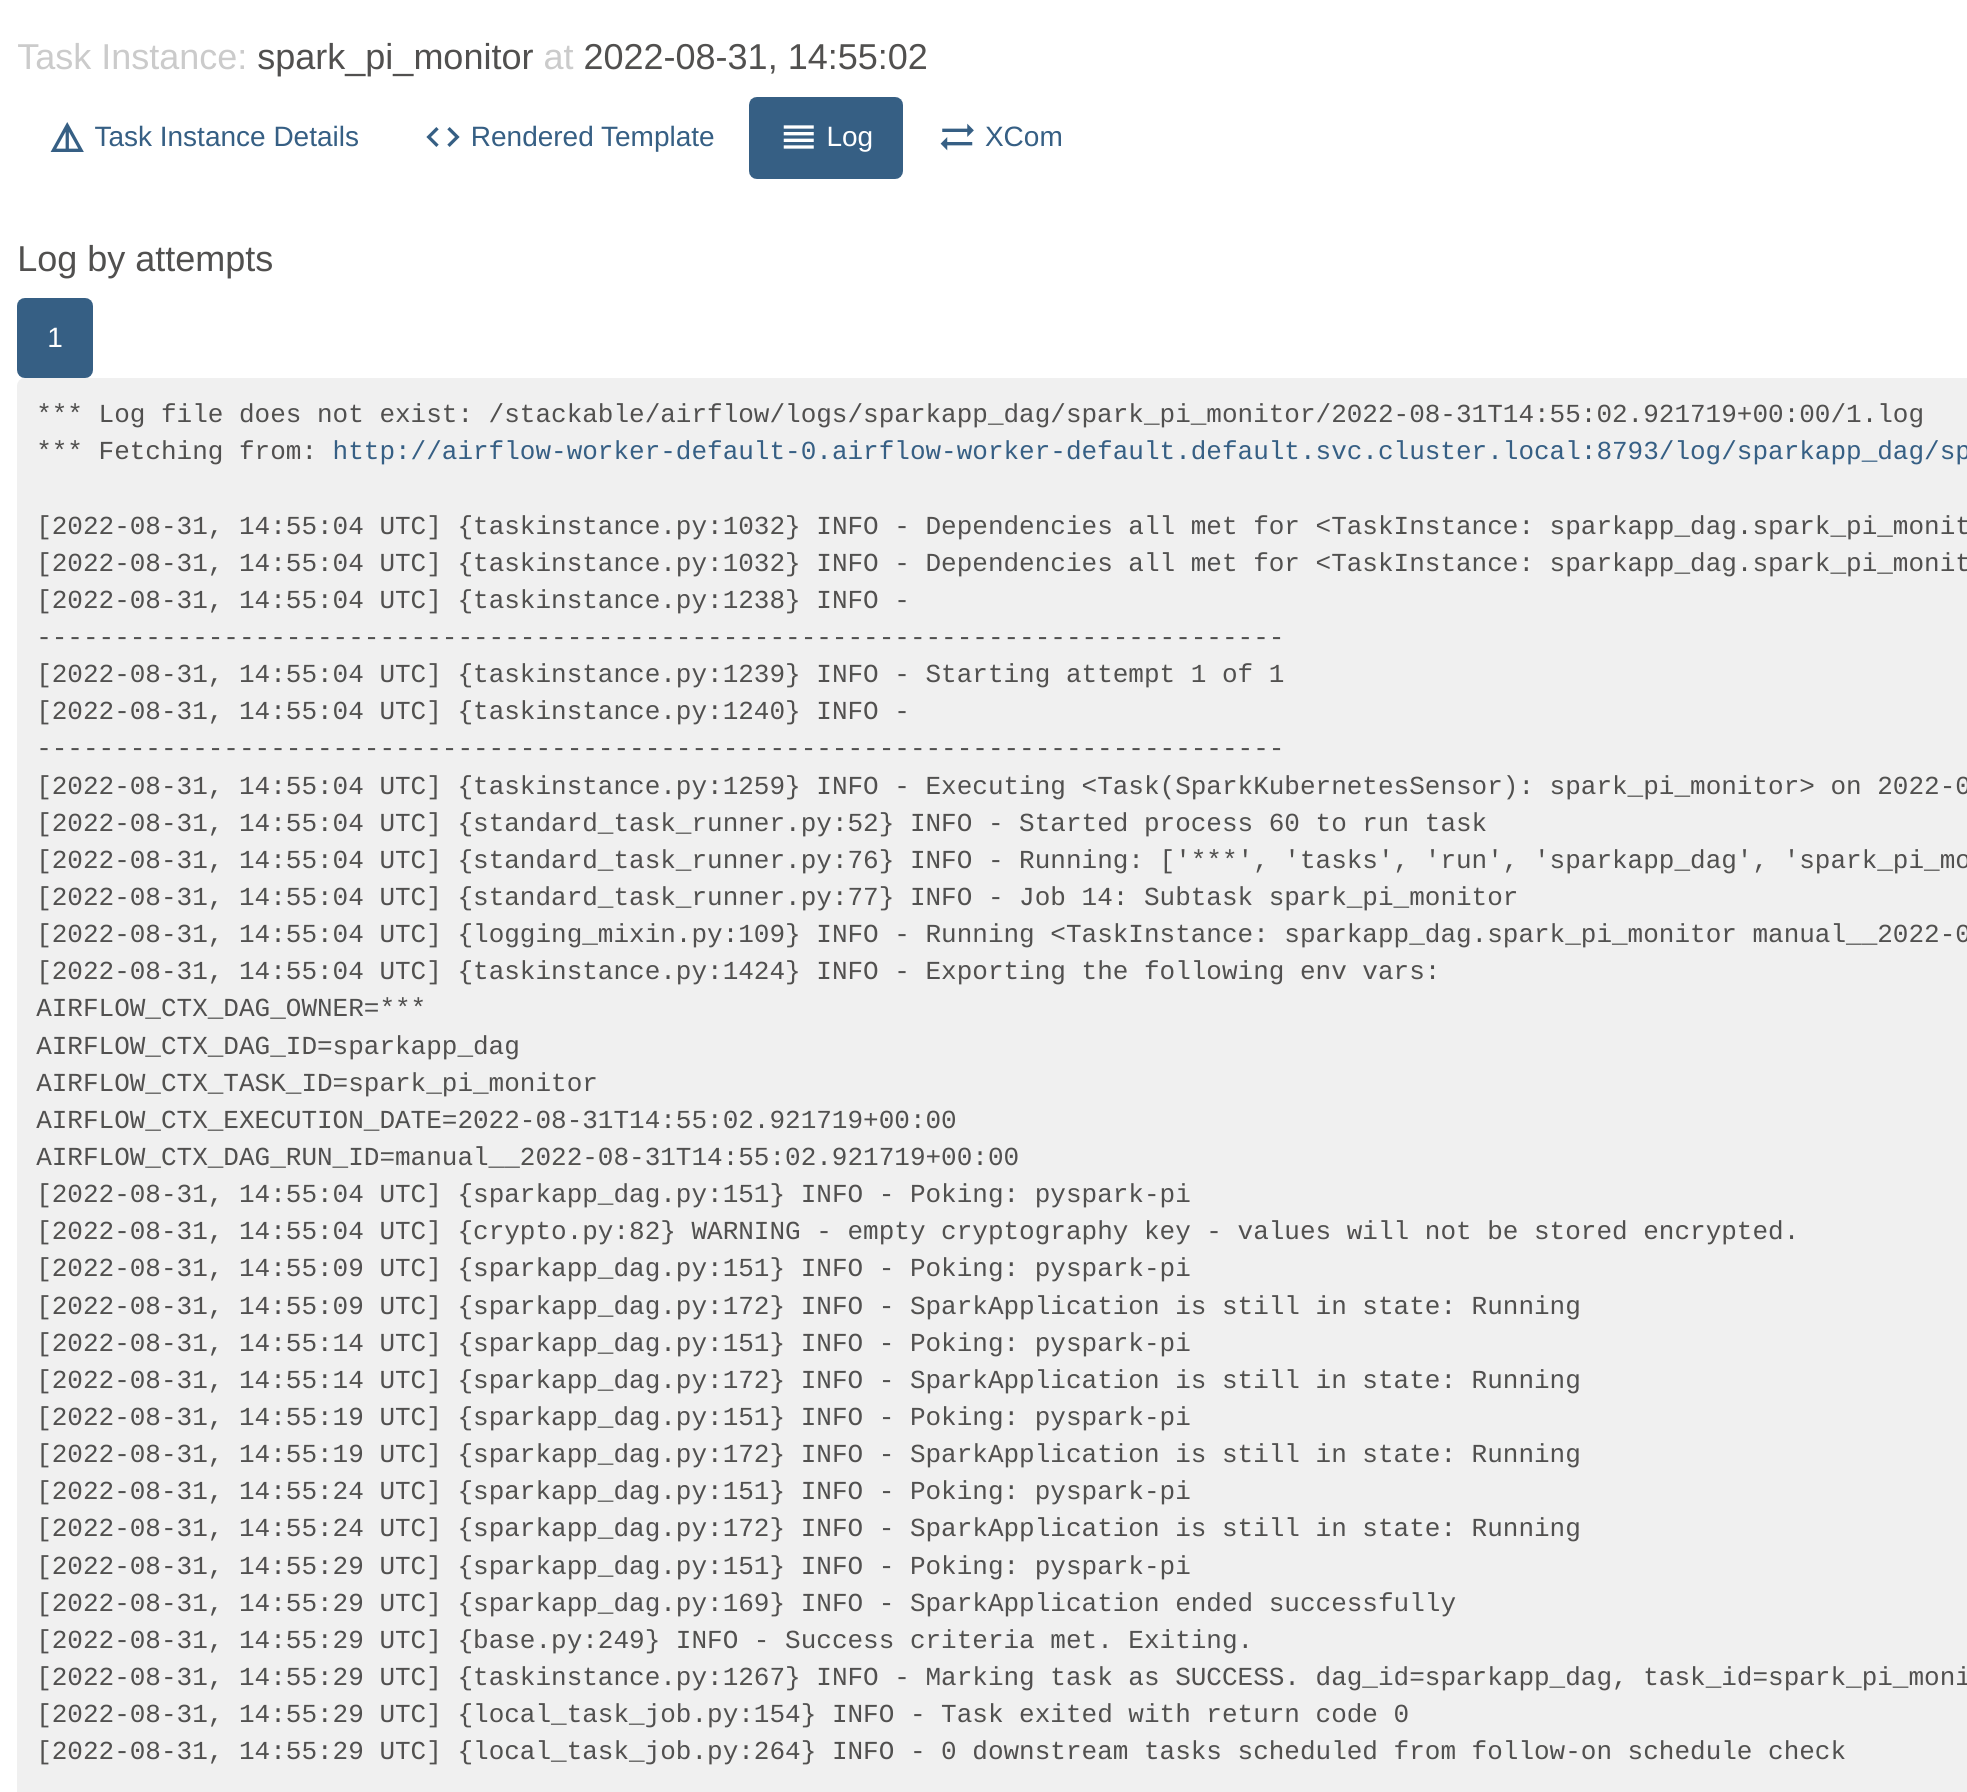 Task Instance: spark_pi_monitor at 2022-08-31, 14:55:02
Task Instance Details Rendered Template Log XCom
Log by attempts
1
*** Log file does not exist: /stackable/airflow/logs/sparkapp_dag/spark_pi_monitor/2022-08-31T14:55:02.921719+00:00/1.log
*** Fetching from: http://airflow-worker-default-0.airflow-worker-default.default.svc.cluster.local:8793/log/sparkapp_dag/sp
[2022-08-31, 14:55:04 UTC] {taskinstance.py:1032} INFO - Dependencies all met for <TaskInstance: sparkapp_dag.spark_pi_monit
[2022-08-31, 14:55:04 UTC] {taskinstance.py:1032} INFO - Dependencies all met for <TaskInstance: sparkapp_dag.spark_pi_monit
[2022-08-31, 14:55:04 UTC] {taskinstance.py:1238} INFO -
--------------------------------------------------------------------------------
[2022-08-31, 14:55:04 UTC] {taskinstance.py:1239} INFO - Starting attempt 1 of 1
[2022-08-31, 14:55:04 UTC] {taskinstance.py:1240} INFO -
--------------------------------------------------------------------------------
[2022-08-31, 14:55:04 UTC] {taskinstance.py:1259} INFO - Executing <Task(SparkKubernetesSensor): spark_pi_monitor> on 2022-0
[2022-08-31, 14:55:04 UTC] {standard_task_runner.py:52} INFO - Started process 60 to run task
[2022-08-31, 14:55:04 UTC] {standard_task_runner.py:76} INFO - Running: ['***', 'tasks', 'run', 'sparkapp_dag', 'spark_pi_mo
[2022-08-31, 14:55:04 UTC] {standard_task_runner.py:77} INFO - Job 14: Subtask spark_pi_monitor
[2022-08-31, 14:55:04 UTC] {logging_mixin.py:109} INFO - Running <TaskInstance: sparkapp_dag.spark_pi_monitor manual__2022-0
[2022-08-31, 14:55:04 UTC] {taskinstance.py:1424} INFO - Exporting the following env vars:
AIRFLOW_CTX_DAG_OWNER=***
AIRFLOW_CTX_DAG_ID=sparkapp_dag
AIRFLOW_CTX_TASK_ID=spark_pi_monitor
AIRFLOW_CTX_EXECUTION_DATE=2022-08-31T14:55:02.921719+00:00
AIRFLOW_CTX_DAG_RUN_ID=manual__2022-08-31T14:55:02.921719+00:00
[2022-08-31, 14:55:04 UTC] {sparkapp_dag.py:151} INFO - Poking: pyspark-pi
[2022-08-31, 14:55:04 UTC] {crypto.py:82} WARNING - empty cryptography key - values will not be stored encrypted.
[2022-08-31, 14:55:09 UTC] {sparkapp_dag.py:151} INFO - Poking: pyspark-pi
[2022-08-31, 14:55:09 UTC] {sparkapp_dag.py:172} INFO - SparkApplication is still in state: Running
[2022-08-31, 14:55:14 UTC] {sparkapp_dag.py:151} INFO - Poking: pyspark-pi
[2022-08-31, 14:55:14 UTC] {sparkapp_dag.py:172} INFO - SparkApplication is still in state: Running
[2022-08-31, 14:55:19 UTC] {sparkapp_dag.py:151} INFO - Poking: pyspark-pi
[2022-08-31, 14:55:19 UTC] {sparkapp_dag.py:172} INFO - SparkApplication is still in state: Running
[2022-08-31, 14:55:24 UTC] {sparkapp_dag.py:151} INFO - Poking: pyspark-pi
[2022-08-31, 14:55:24 UTC] {sparkapp_dag.py:172} INFO - SparkApplication is still in state: Running
[2022-08-31, 14:55:29 UTC] {sparkapp_dag.py:151} INFO - Poking: pyspark-pi
[2022-08-31, 14:55:29 UTC] {sparkapp_dag.py:169} INFO - SparkApplication ended successfully
[2022-08-31, 14:55:29 UTC] {base.py:249} INFO - Success criteria met. Exiting.
[2022-08-31, 14:55:29 UTC] {taskinstance.py:1267} INFO - Marking task as SUCCESS. dag_id=sparkapp_dag, task_id=spark_pi_moni
[2022-08-31, 14:55:29 UTC] {local_task_job.py:154} INFO - Task exited with return code 0
[2022-08-31, 14:55:29 UTC] {local_task_job.py:264} INFO - 0 downstream tasks scheduled from follow-on schedule check